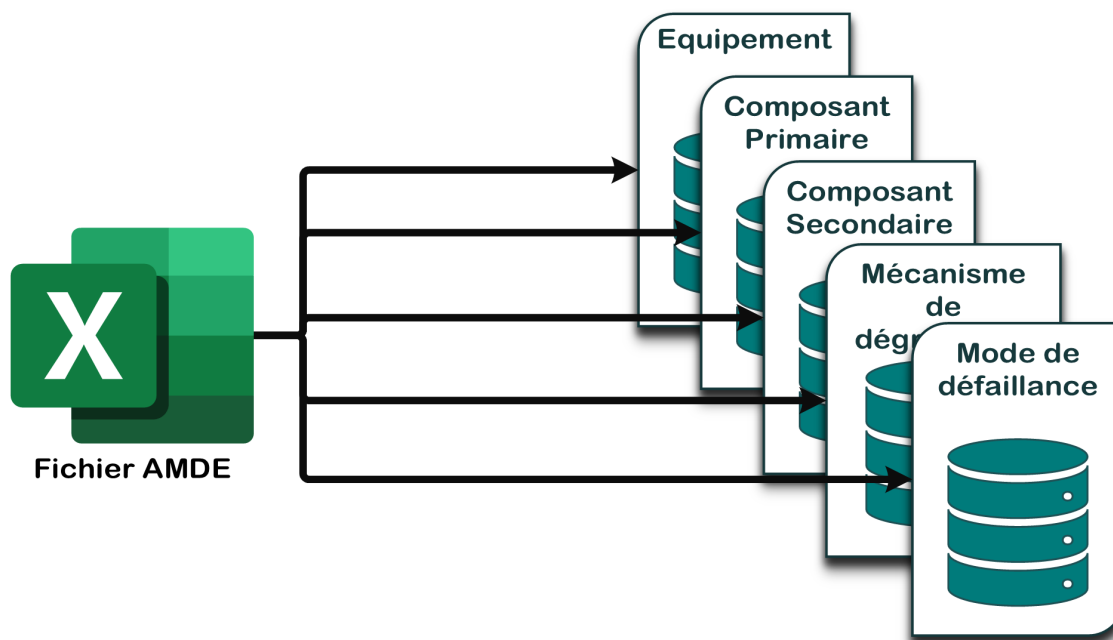 Equipement
Composant
Primaire
Composant
Secondaire
Mécanisme
de
Mode de
défaillance
X
Fichier AMDE